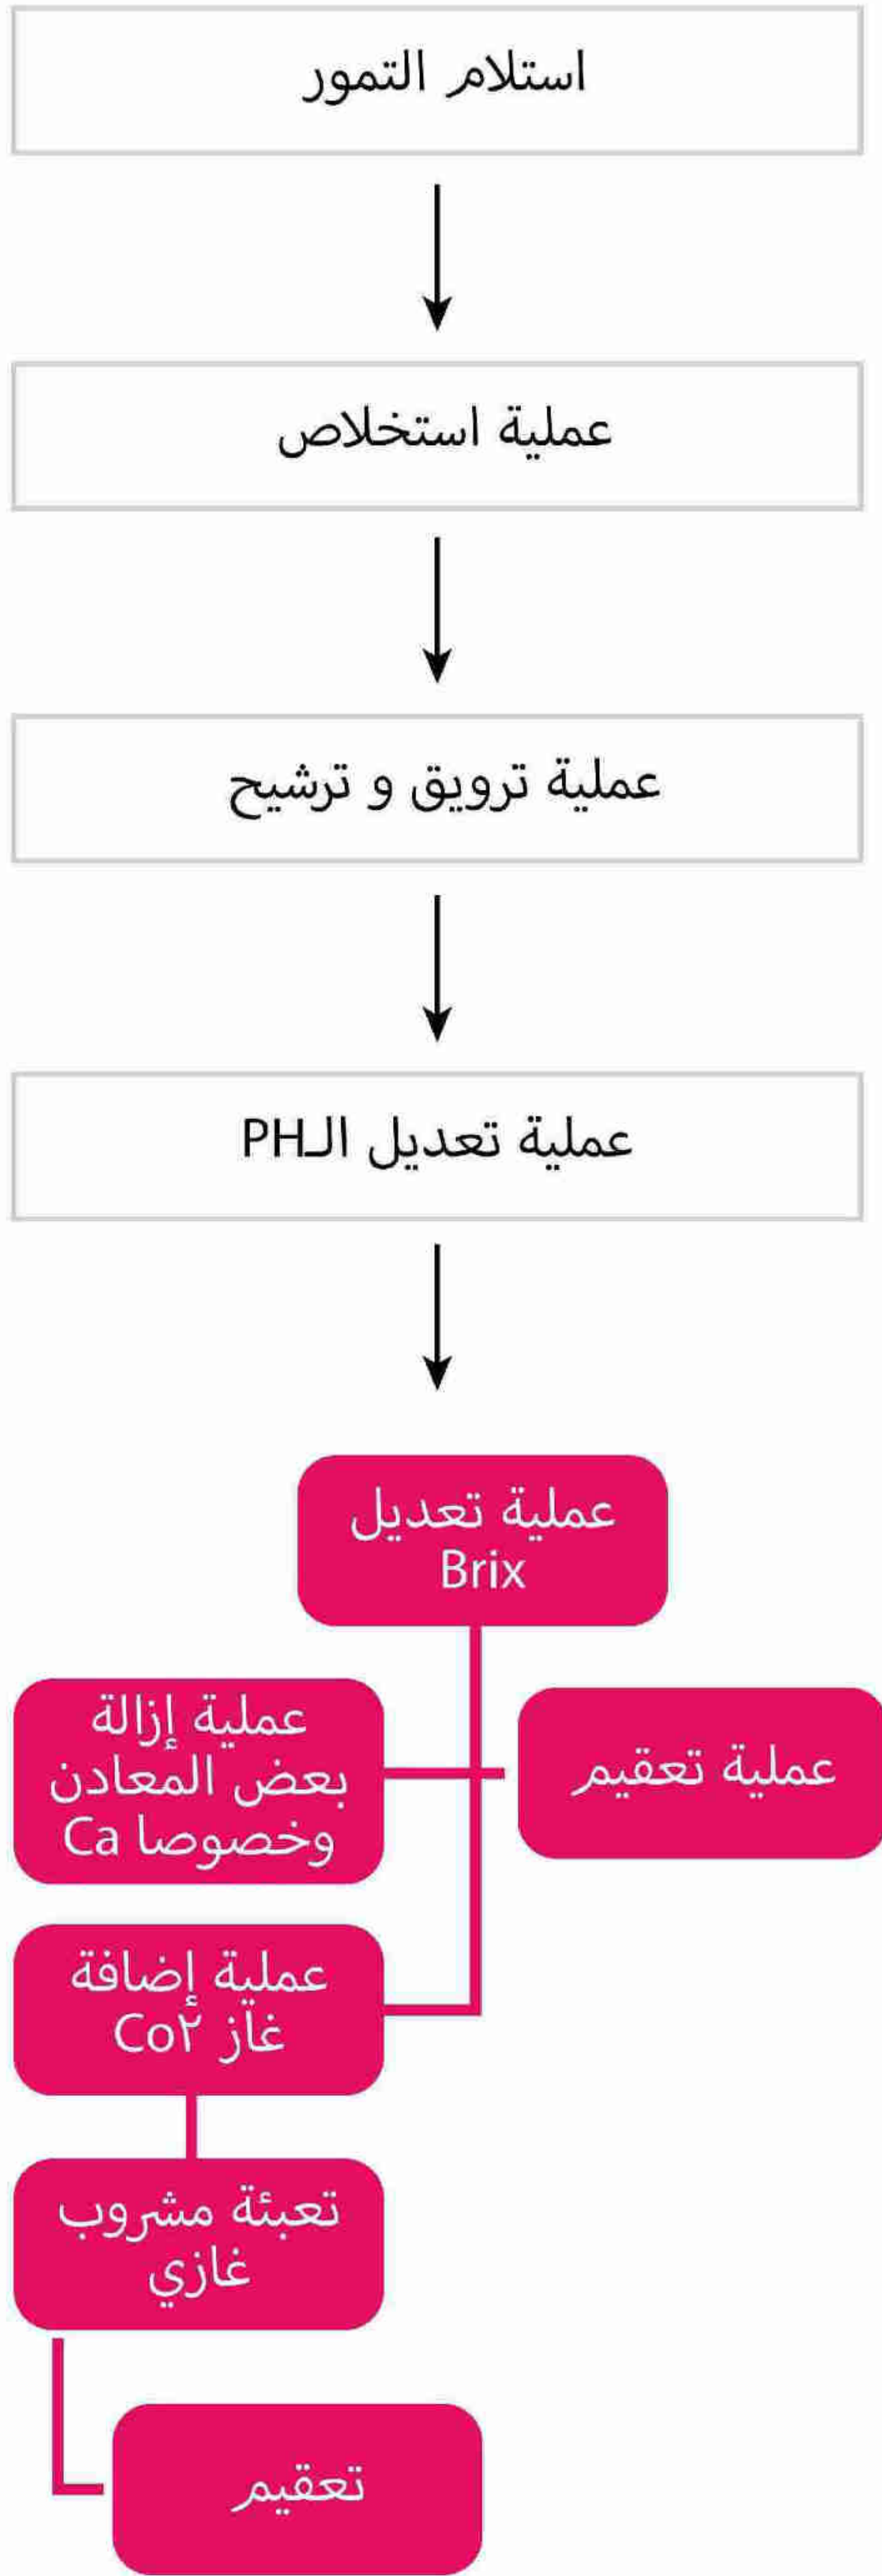 استلام التمور
عملية استخلاص
عملية ترويق و ترشيح
عملية تعديل الـPH
عملية تعديل
Brix
عملية تعقيم
عملية إزالة
بعض المعادن
وخصوصا Ca
عملية إضافة
غاز Co۲
تعبئة مشروب
غازي
تعقيم